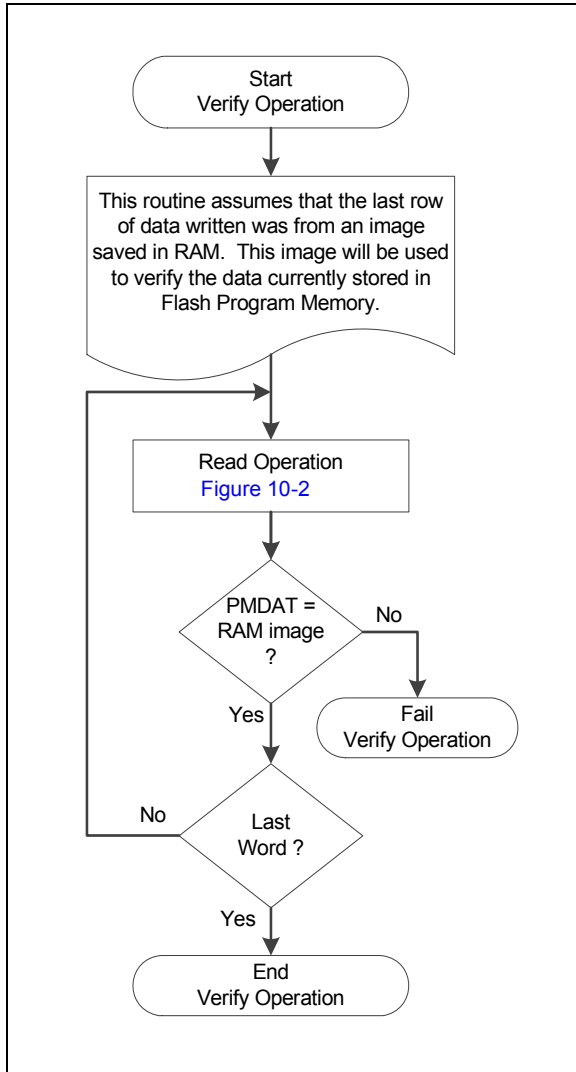 Start
Verify Operation
This routine assumes that the last row
of data written was from an image
saved in RAM. This image will be used
to verify the data currently stored in
Flash Program Memory.
Read Operation
Figure 10-2
PMDAT =
RAM image
?
No
Yes
Fail
Verify Operation
No
Last
Word ?
Yes
End
Verify Operation